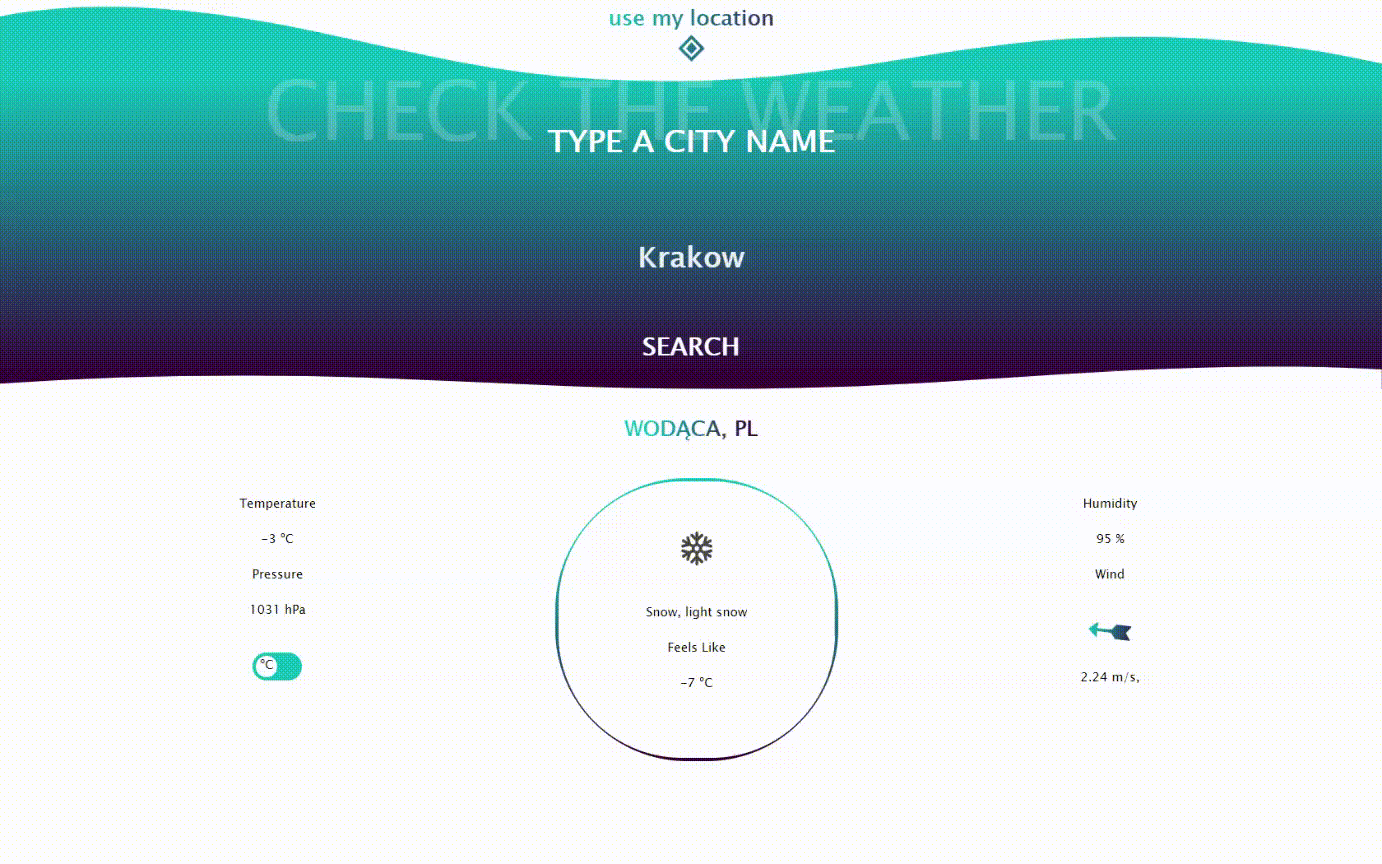 use my location
CHECK THE WEATHER
TYPE A CITY NAME
Krakow
SEARCH
WODĄCA, PL
Temperature
-3 °C
Pressure
1031 hPa
°C
Snow, light snow
Feels Like
-7 °C
Humidity
95 %
Wind
2.24 m/s,